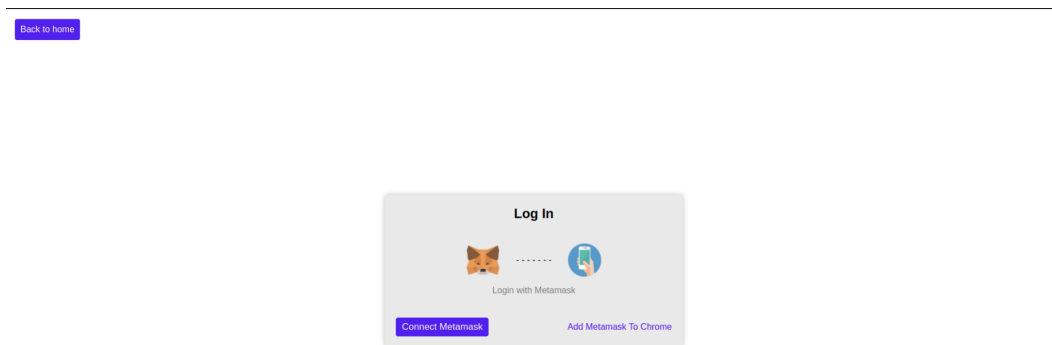 Back to home
Log In
-------
Login with Metamask
Connect Metamask
Add Metamask To Chrome